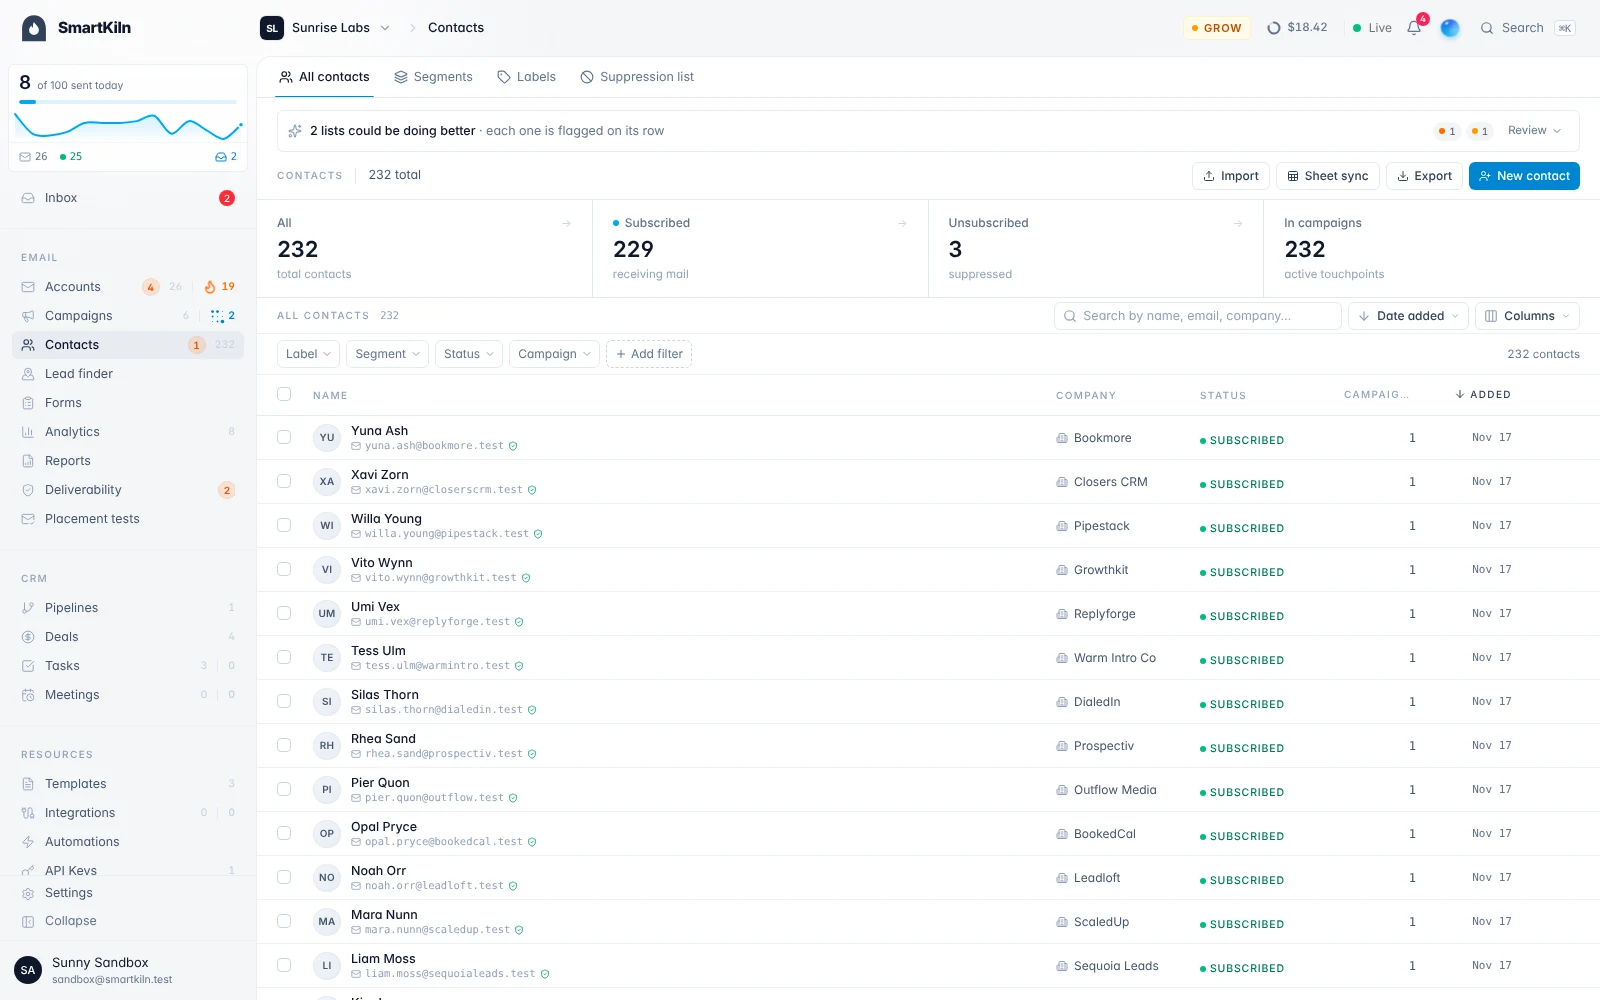 SmartKiln
SL Sunrise Labs Contacts
GROW $18.42 Live 4 Search ⌘K
8 of 100 sent today
26 25 2
Inbox 2
EMAIL
Accounts 4 26 19
Campaigns 6 2
Contacts 1 232
Lead finder
Forms
Analytics 8
Reports
Deliverability 2
Placement tests
CRM
Pipelines 1
Deals 4
Tasks 3 0
Meetings 0 0
RESOURCES
Templates 3
Integrations 0 0
Automations
API Keys 1
Settings
Collapse
SA Sunny Sandbox
sandbox@smartkiln.test
All contacts Segments Labels Suppression list
2 lists could be doing better · each one is flagged on its row 1 1 Review
CONTACTS 232 total Import Sheet sync Export New contact
All
232
total contacts
Subscribed
229
receiving mail
Unsubscribed
3
suppressed
In campaigns
232
active touchpoints
ALL CONTACTS 232 Search by name, email, company... Date added Columns
Label Segment Status Campaign + Add filter 232 contacts
NAME COMPANY STATUS CAMPAIG... ADDED
YU Yuna Ash Bookmore SUBSCRIBED 1 Nov 17
yuna.ash@bookmore.test
XA Xavi Zorn Closers CRM SUBSCRIBED 1 Nov 17
xavi.zorn@closerscrm.test
WI Willa Young Pipestack SUBSCRIBED 1 Nov 17
willa.young@pipestack.test
VI Vito Wynn Growthkit SUBSCRIBED 1 Nov 17
vito.wynn@growthkit.test
UM Umi Vex Replyforge SUBSCRIBED 1 Nov 17
umi.vex@replyforge.test
TE Tess Ulm Warm Intro Co SUBSCRIBED 1 Nov 17
tess.ulm@warmintro.test
SI Silas Thorn DialedIn SUBSCRIBED 1 Nov 17
silas.thorn@dialedin.test
RH Rhea Sand Prospectiv SUBSCRIBED 1 Nov 17
rhea.sand@prospectiv.test
PI Pier Quon Outflow Media SUBSCRIBED 1 Nov 17
pier.quon@outflow.test
OP Opal Pryce BookedCal SUBSCRIBED 1 Nov 17
opal.pryce@bookedcal.test
NO Noah Orr Leadloft SUBSCRIBED 1 Nov 17
noah.orr@leadloft.test
MA Mara Nunn ScaledUp SUBSCRIBED 1 Nov 17
mara.nunn@scaledup.test
LI Liam Moss Sequoia Leads SUBSCRIBED 1 Nov 17
liam.moss@sequoialeads.test